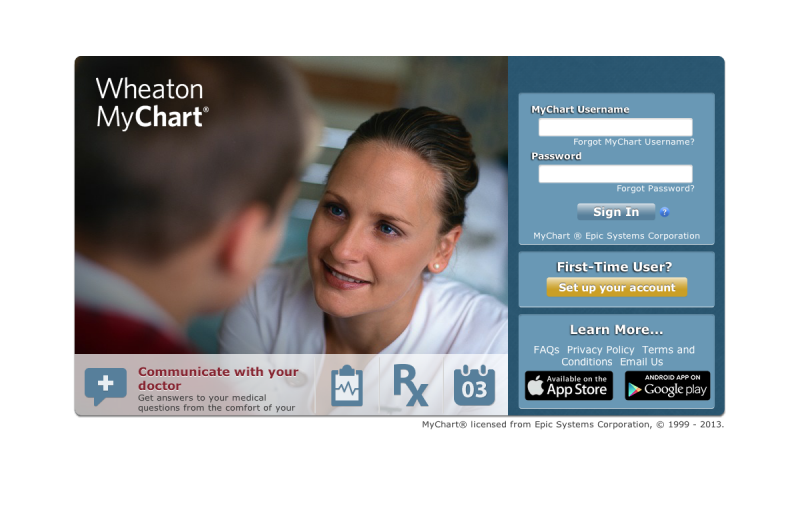 Wheaton
MyChart®
MyChart Username
Forgot MyChart Username?
Password
Forgot Password?
Sign In ?
MyChart ® Epic Systems Corporation
First-Time User?
Set up your account
Learn More...
FAQs Privacy Policy Terms and
Conditions Email Us
Available on the
App Store
ANDROID APP ON
Google play
Communicate with your
doctor
Get answers to your medical
questions from the comfort of your
Rx
03
MyChart® licensed from Epic Systems Corporation, © 1999 - 2013.